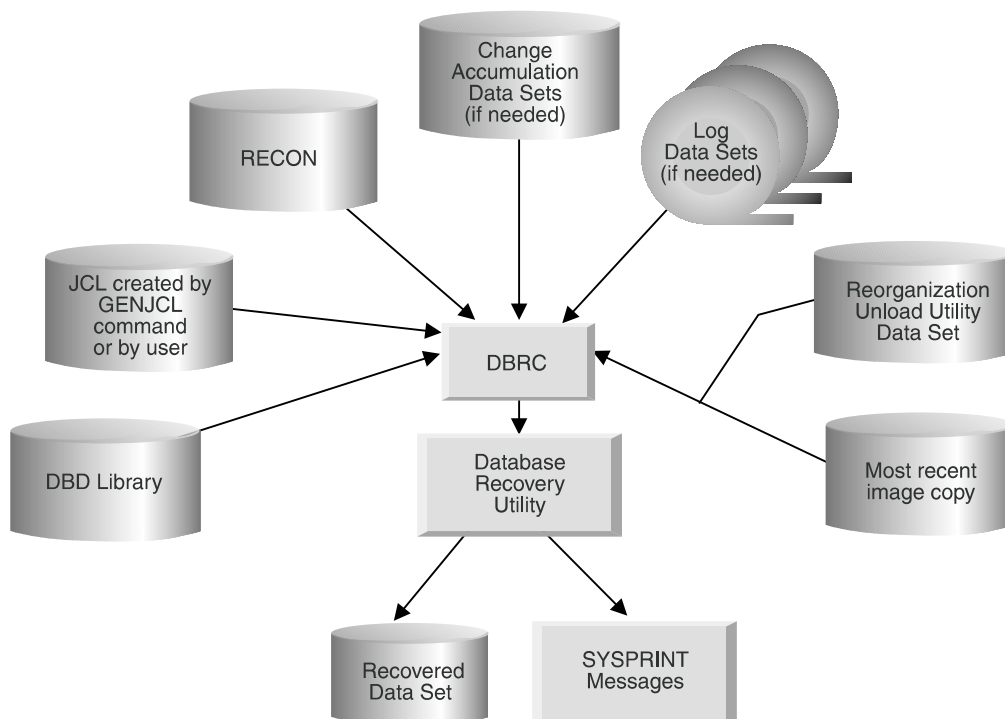 Change
Accumulation
Data Sets
(if needed)
Log
Data Sets
(if needed)
RECON
JCL created by
GENJCL
command
or by user
Reorganization
Unload Utility
Data Set
DBRC
DBD Library
Database
Recovery
Utility
Most recent
image copy
Recovered
Data Set
SYSPRINT
Messages